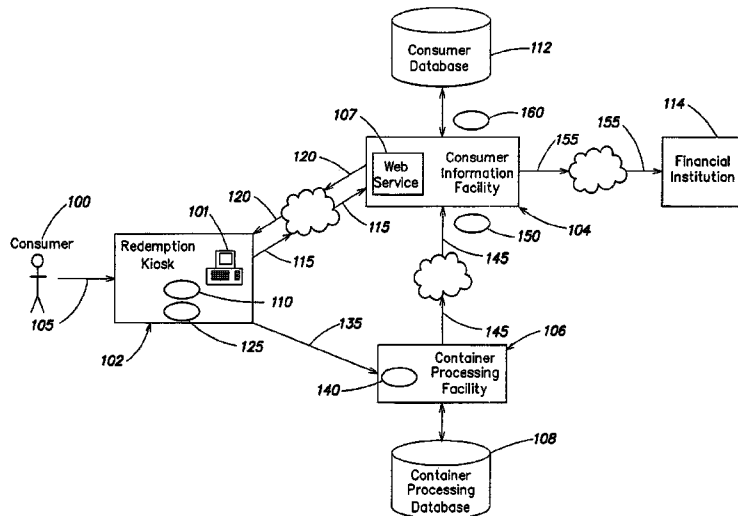 Consumer
Database
112
160
107
114
120
Web
Service
Consumer
Information
Facility
155
155
Financial
Institution
100
Consumer
120
101
115
150
104
Redemption
Kiosk
115
145
110
105
125
135
145
106
102
140
Container
Processing
Facility
108
Container
Processing
Database